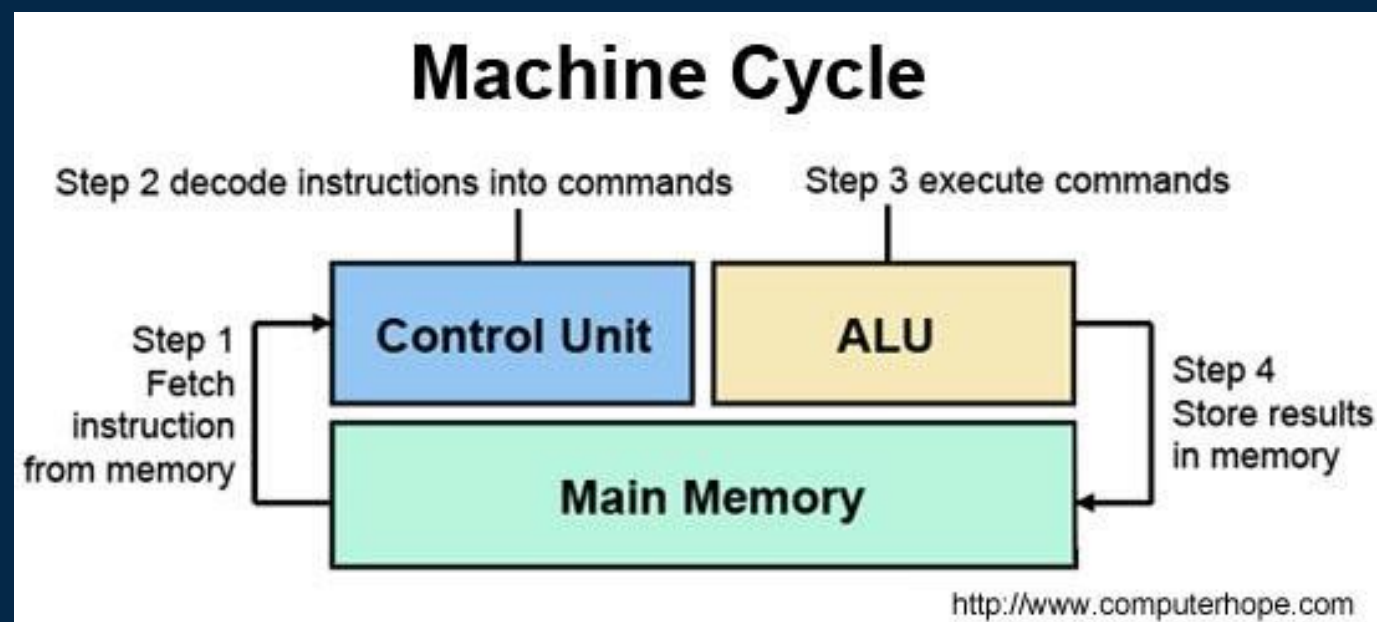 Machine Cycle
Step 2 decode instructions into commands
Step 3 execute commands
Step 1
Fetch
instruction
from memory
Control Unit
ALU
Step 4
Store results
in memory
Main Memory
http://www.computerhope.com